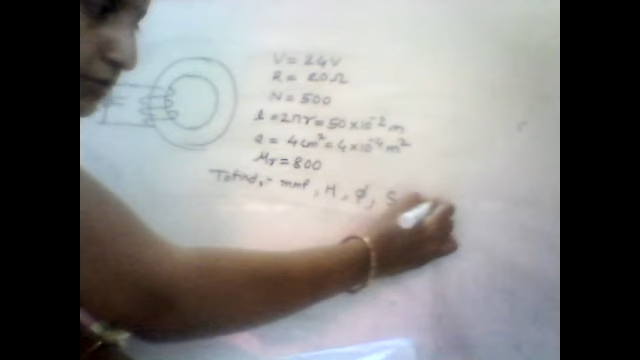 V = 24V
R = 20Ω
N = 500
l = 2πr = 50×10⁻² m
a = 4cm² = 4×10⁻⁴ m²
μr = 800
To find:- mmf, H, φ, S